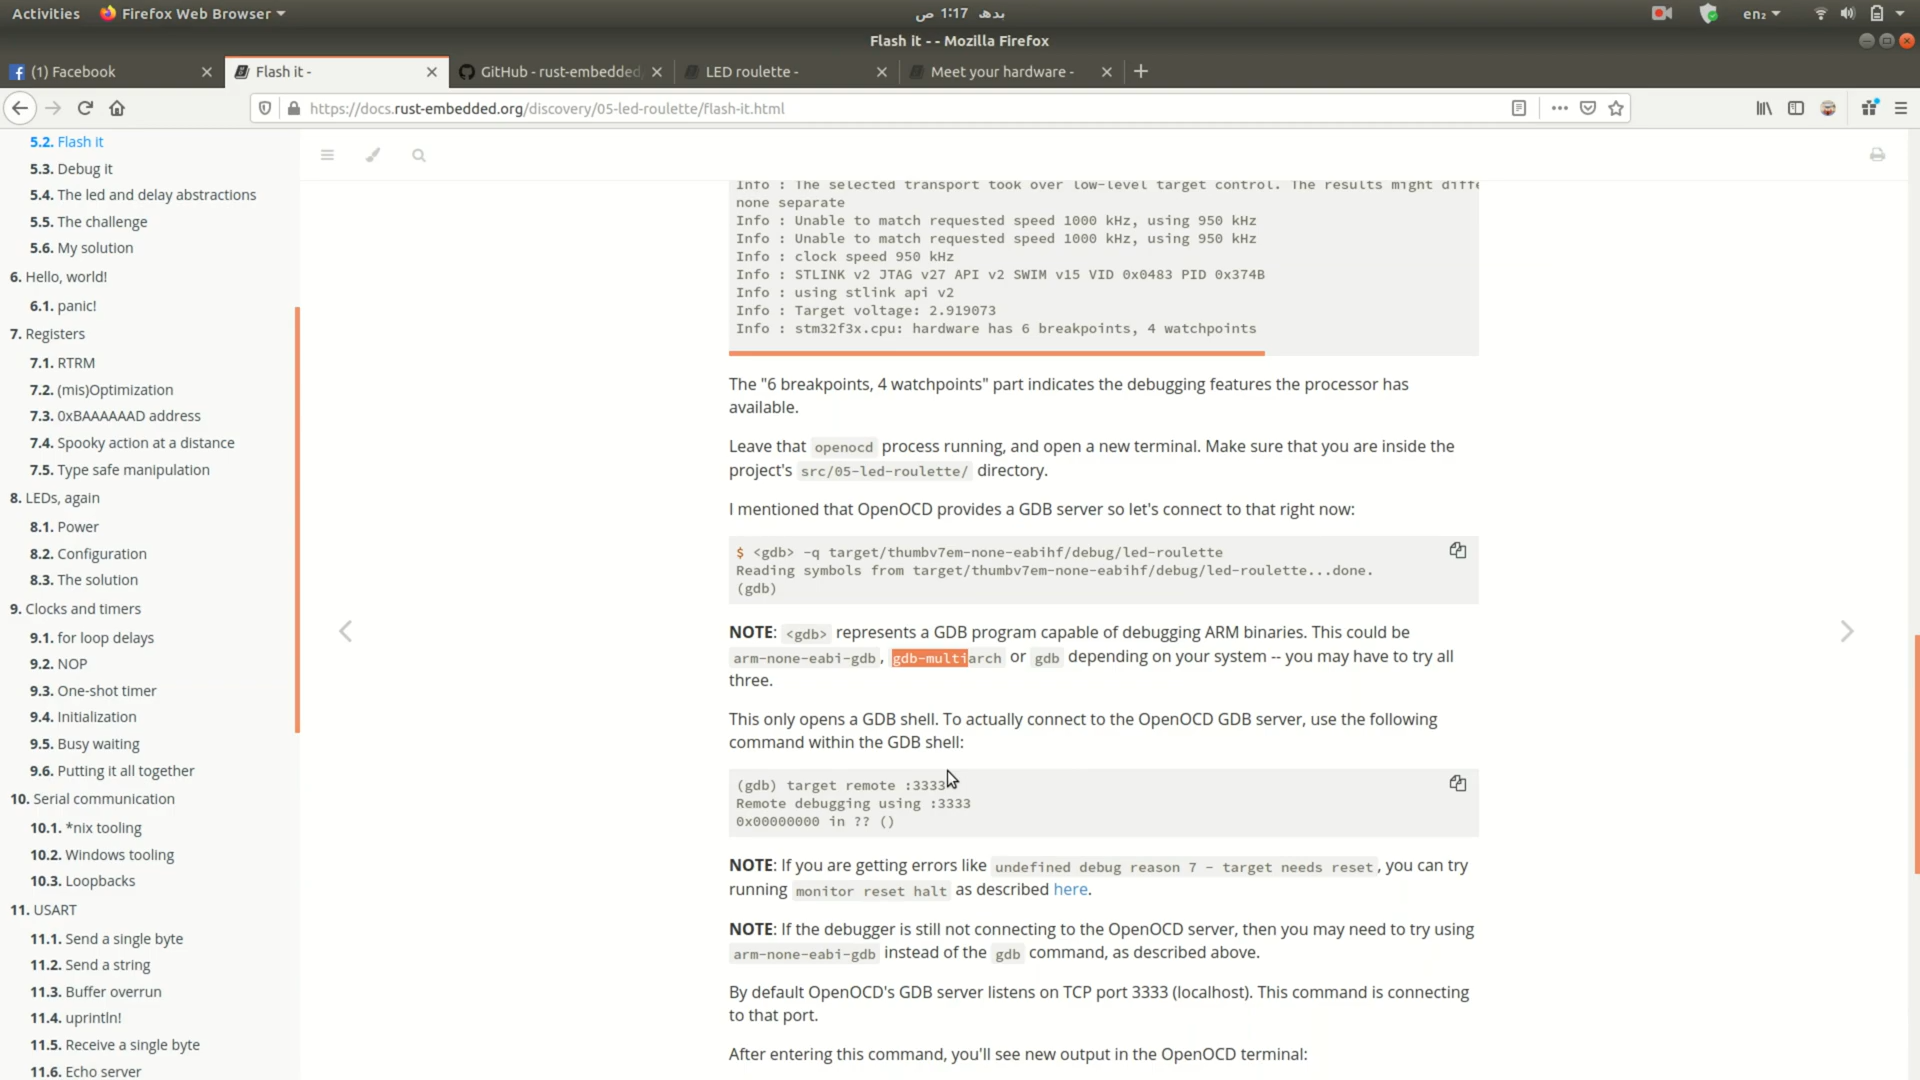 Activities
Firefox Web Browser
بدهـ 1:17 ص
en₂
Flash it - - Mozilla Firefox
(1) Facebook
Flash it -
GitHub - rust-embedded
LED roulette -
Meet your hardware -
https://docs.rust-embedded.org/discovery/05-led-roulette/flash-it.html
5.2. Flash it
5.3. Debug it
5.4. The led and delay abstractions
5.5. The challenge
5.6. My solution
6. Hello, world!
6.1. panic!
7. Registers
7.1. RTRM
7.2. (mis)Optimization
7.3. 0xBAAAAAAD address
7.4. Spooky action at a distance
7.5. Type safe manipulation
8. LEDs, again
8.1. Power
8.2. Configuration
8.3. The solution
9. Clocks and timers
9.1. for loop delays
9.2. NOP
9.3. One-shot timer
9.4. Initialization
9.5. Busy waiting
9.6. Putting it all together
10. Serial communication
10.1. *nix tooling
10.2. Windows tooling
10.3. Loopbacks
11. USART
11.1. Send a single byte
11.2. Send a string
11.3. Buffer overrun
11.4. uprintln!
11.5. Receive a single byte
11.6. Echo server
Info : The selected transport took over low-level target control. The results might diffe
none separate
Info : Unable to match requested speed 1000 kHz, using 950 kHz
Info : Unable to match requested speed 1000 kHz, using 950 kHz
Info : clock speed 950 kHz
Info : STLINK v2 JTAG v27 API v2 SWIM v15 VID 0x0483 PID 0x374B
Info : using stlink api v2
Info : Target voltage: 2.919073
Info : stm32f3x.cpu: hardware has 6 breakpoints, 4 watchpoints
The "6 breakpoints, 4 watchpoints" part indicates the debugging features the processor has
available.
Leave that openocd process running, and open a new terminal. Make sure that you are inside the
project's src/05-led-roulette/ directory.
I mentioned that OpenOCD provides a GDB server so let's connect to that right now:
$ <gdb> -q target/thumbv7em-none-eabihf/debug/led-roulette
Reading symbols from target/thumbv7em-none-eabihf/debug/led-roulette...done.
(gdb)
NOTE: <gdb> represents a GDB program capable of debugging ARM binaries. This could be
arm-none-eabi-gdb, gdb-multiarch or gdb depending on your system -- you may have to try all
three.
This only opens a GDB shell. To actually connect to the OpenOCD GDB server, use the following
command within the GDB shell:
(gdb) target remote :3333
Remote debugging using :3333
0x00000000 in ?? ()
NOTE: If you are getting errors like undefined debug reason 7 - target needs reset, you can try
running monitor reset halt as described here.
NOTE: If the debugger is still not connecting to the OpenOCD server, then you may need to try using
arm-none-eabi-gdb instead of the gdb command, as described above.
By default OpenOCD's GDB server listens on TCP port 3333 (localhost). This command is connecting
to that port.
After entering this command, you'll see new output in the OpenOCD terminal: